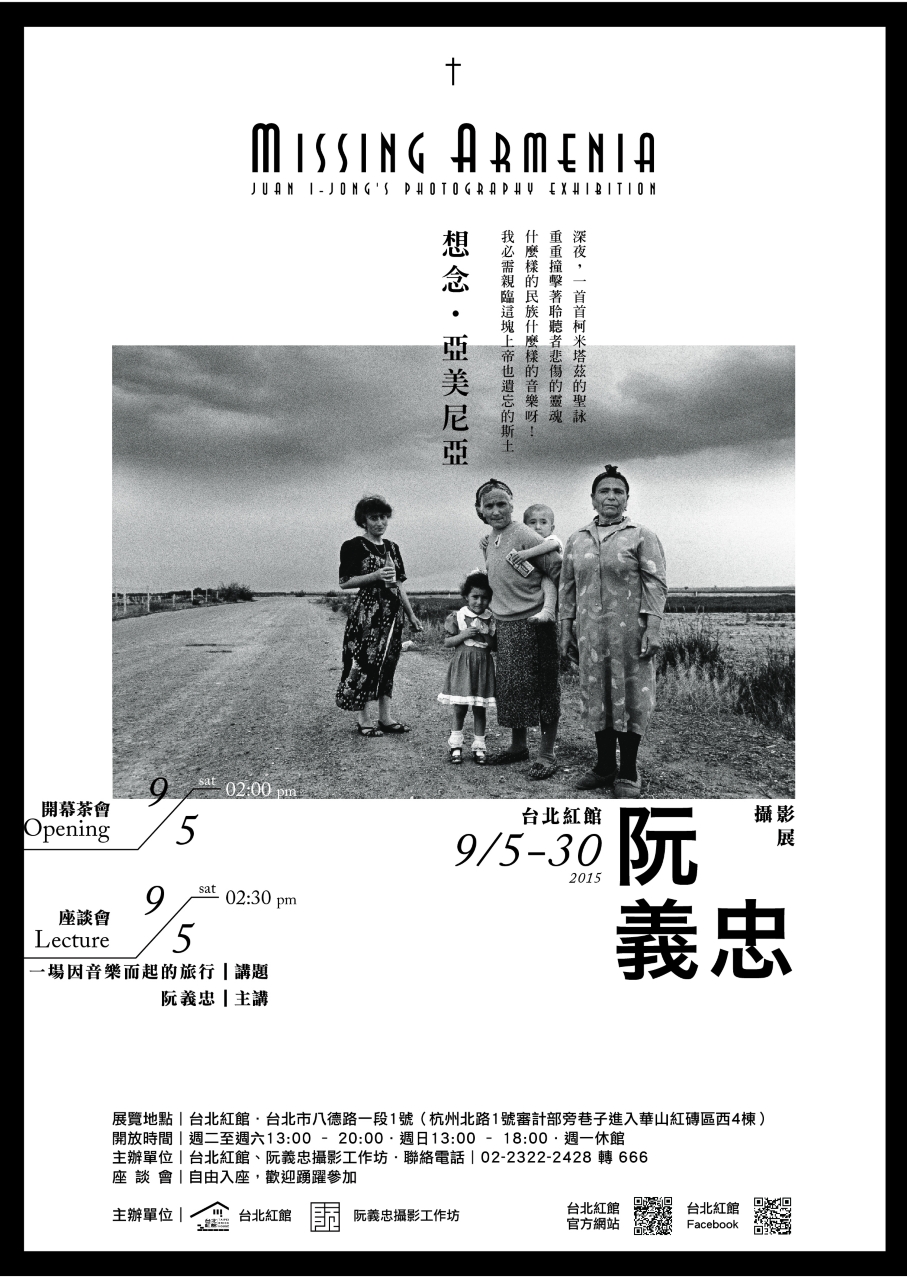 †
MISSING ARMENIA
JUAN I-JONG'S PHOTOGRAPHY EXHIBITION
深夜，一首首柯米塔茲的聖詠
重重撞擊著聆聽者悲傷的靈魂
什麼樣的民族什麼樣的音樂呀！
我必需親臨這塊上帝也遺忘的斯土
想念・亞美尼亞
9
5
sat
02:00 pm
開幕茶會
Opening
9
5
sat
02:30 pm
座談會
Lecture
一場因音樂而起的旅行｜講題
阮義忠｜主講
台北紅館
9/5-30
2015
阮義忠
攝影展
展覽地點｜台北紅館・台北市八德路一段1號（杭州北路1號審計部旁巷子進入華山紅磚區西4棟）
開放時間｜週二至週六13:00 – 20:00・週日13:00 – 18:00・週一休館
主辦單位｜台北紅館、阮義忠攝影工作坊・聯絡電話｜02-2322-2428 轉 666
座談會｜自由入座，歡迎踴躍參加
主辦單位｜台北紅館 阮義忠攝影工作坊
台北紅館
官方網站
台北紅館
Facebook